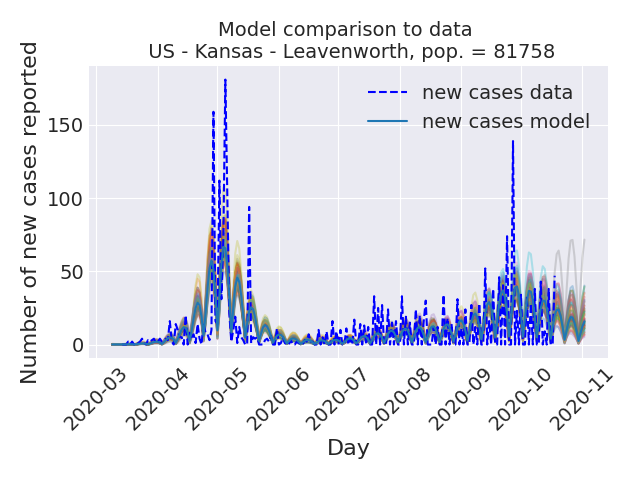 Model comparison to data
US - Kansas - Leavenworth, pop. = 81758
Number of new cases reported
150
100
50
0
new cases data
new cases model
2020-03
2020-04
2020-05
2020-06
2020-07
2020-08
2020-09
2020-10
2020-11
Day